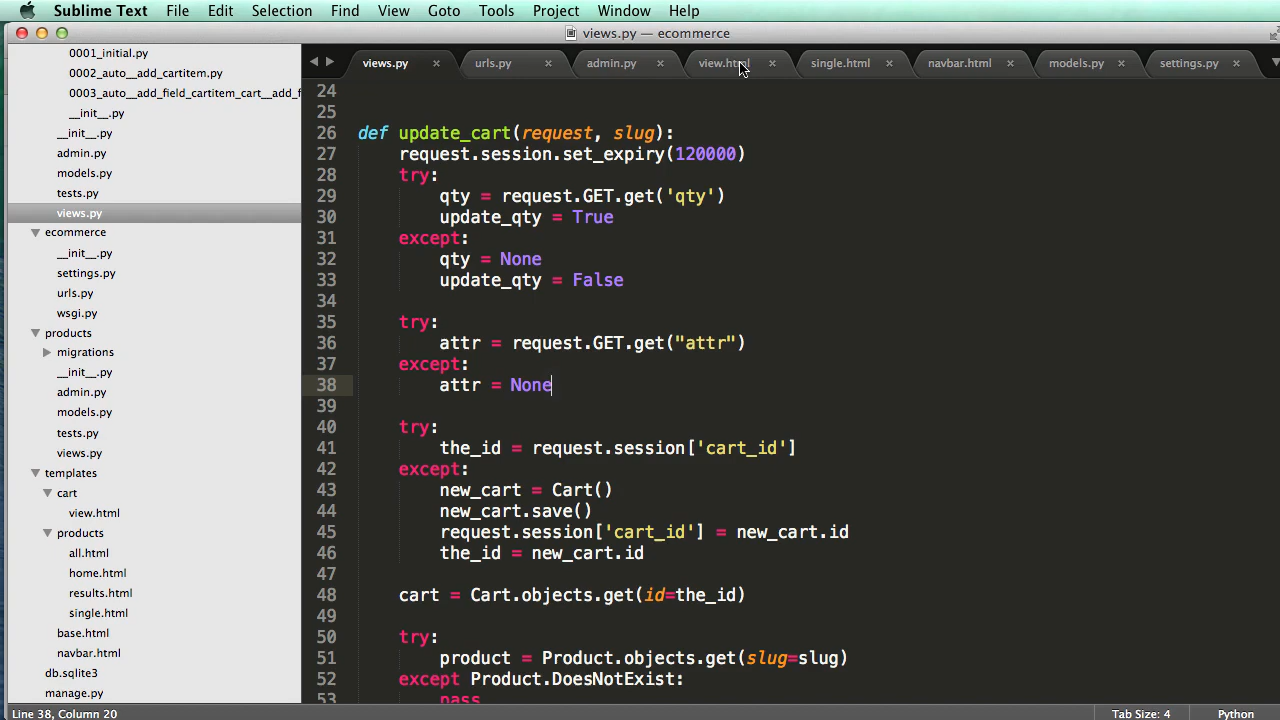 Sublime Text File Edit Selection Find View Goto Tools Project Window Help
views.py — ecommerce
0001_initial.py
0002_auto__add_cartitem.py
0003_auto__add_field_cartitem_cart__add_f
__init__.py
__init__.py
admin.py
models.py
tests.py
views.py
ecommerce
__init__.py
settings.py
urls.py
wsgi.py
products
migrations
__init__.py
admin.py
models.py
tests.py
views.py
templates
cart
view.html
products
all.html
home.html
results.html
single.html
base.html
navbar.html
db.sqlite3
manage.py
views.py urls.py admin.py view.html single.html navbar.html models.py settings.py
24
25
26 def update_cart(request, slug):
27 request.session.set_expiry(120000)
28 try:
29 qty = request.GET.get('qty')
30 update_qty = True
31 except:
32 qty = None
33 update_qty = False
34
35 try:
36 attr = request.GET.get("attr")
37 except:
38 attr = None
39
40 try:
41 the_id = request.session['cart_id']
42 except:
43 new_cart = Cart()
44 new_cart.save()
45 request.session['cart_id'] = new_cart.id
46 the_id = new_cart.id
47
48 cart = Cart.objects.get(id=the_id)
49
50 try:
51 product = Product.objects.get(slug=slug)
52 except Product.DoesNotExist:
53 pass
Line 38, Column 20 Tab Size: 4 Python